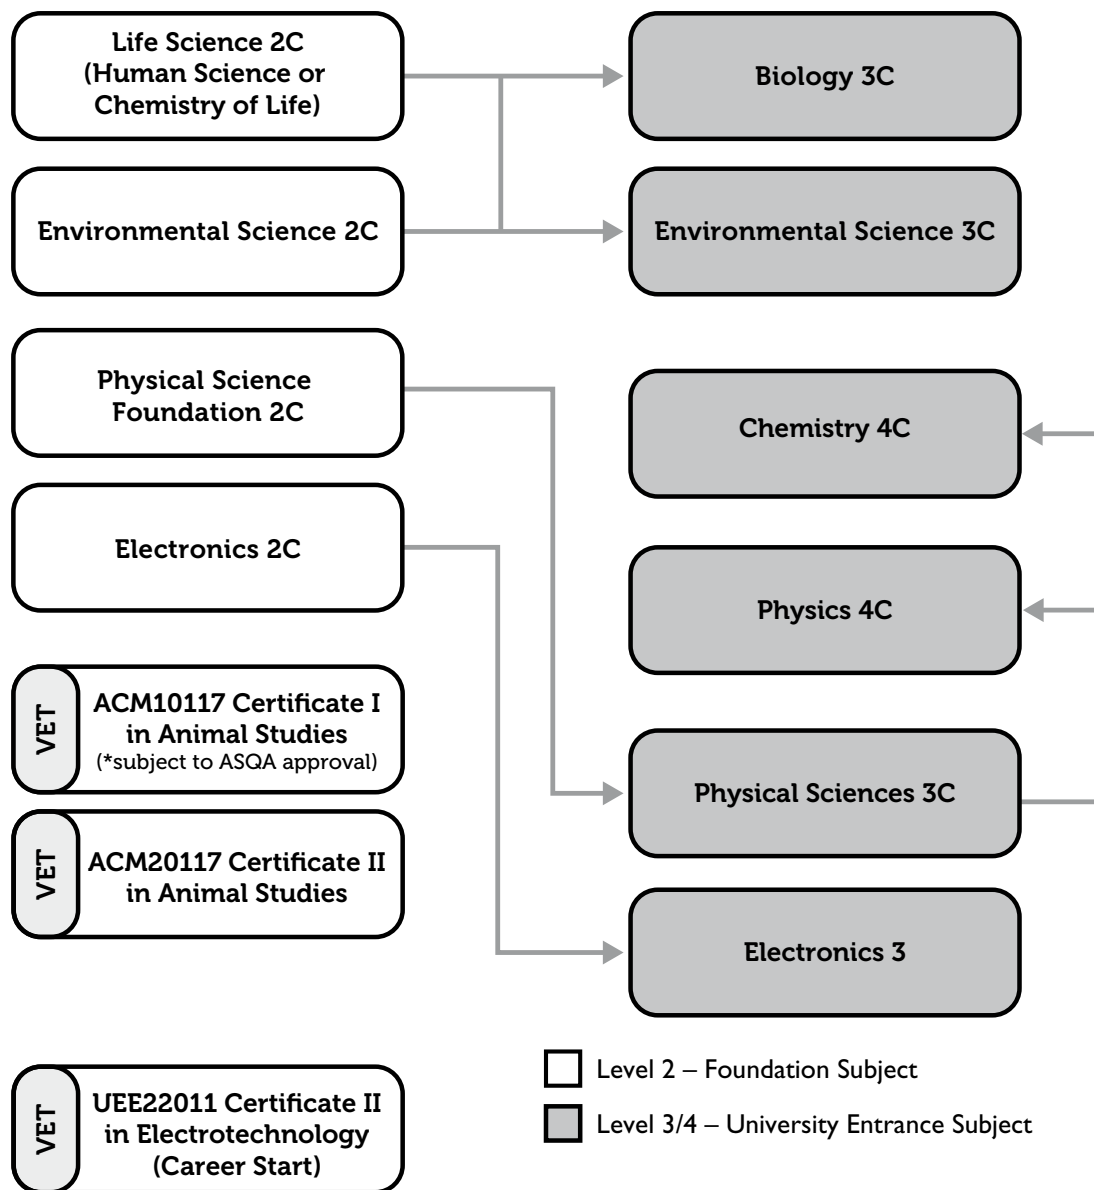 Life Science 2C
(Human Science or
Chemistry of Life)
Biology 3C
Environmental Science 2C
Environmental Science 3C
Physical Science
Foundation 2C
Chemistry 4C
Electronics 2C
Physics 4C
VET
ACM10117 Certificate I
in Animal Studies
(*subject to ASQA approval)
Physical Sciences 3C
VET
ACM20117 Certificate II
in Animal Studies
Electronics 3
Level 2 – Foundation Subject
Level 3/4 – University Entrance Subject
VET
UEE22011 Certificate II
in Electrotechnology
(Career Start)